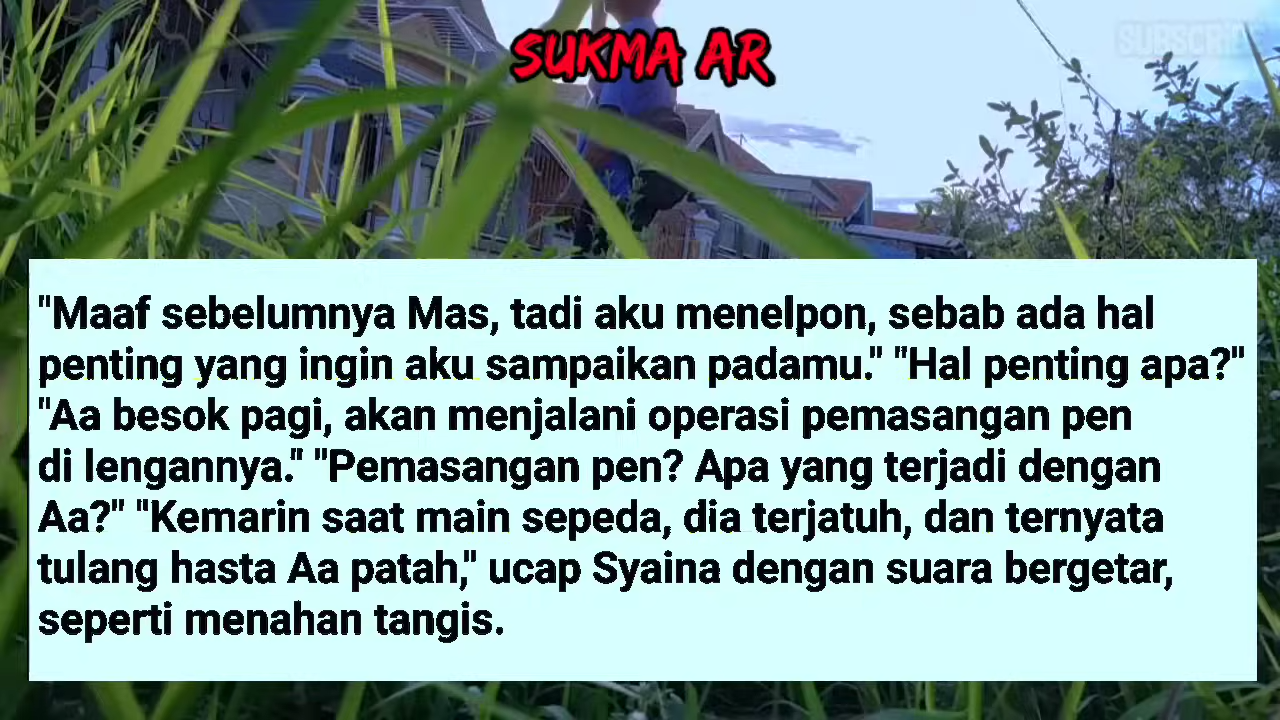 SUKMA AR
SUBSCRIBE
"Maaf sebelumnya Mas, tadi aku menelpon, sebab ada hal
penting yang ingin aku sampaikan padamu." "Hal penting apa?"
"Aa besok pagi, akan menjalani operasi pemasangan pen
di lengannya." "Pemasangan pen? Apa yang terjadi dengan
Aa?" "Kemarin saat main sepeda, dia terjatuh, dan ternyata
tulang hasta Aa patah," ucap Syaina dengan suara bergetar,
seperti menahan tangis.